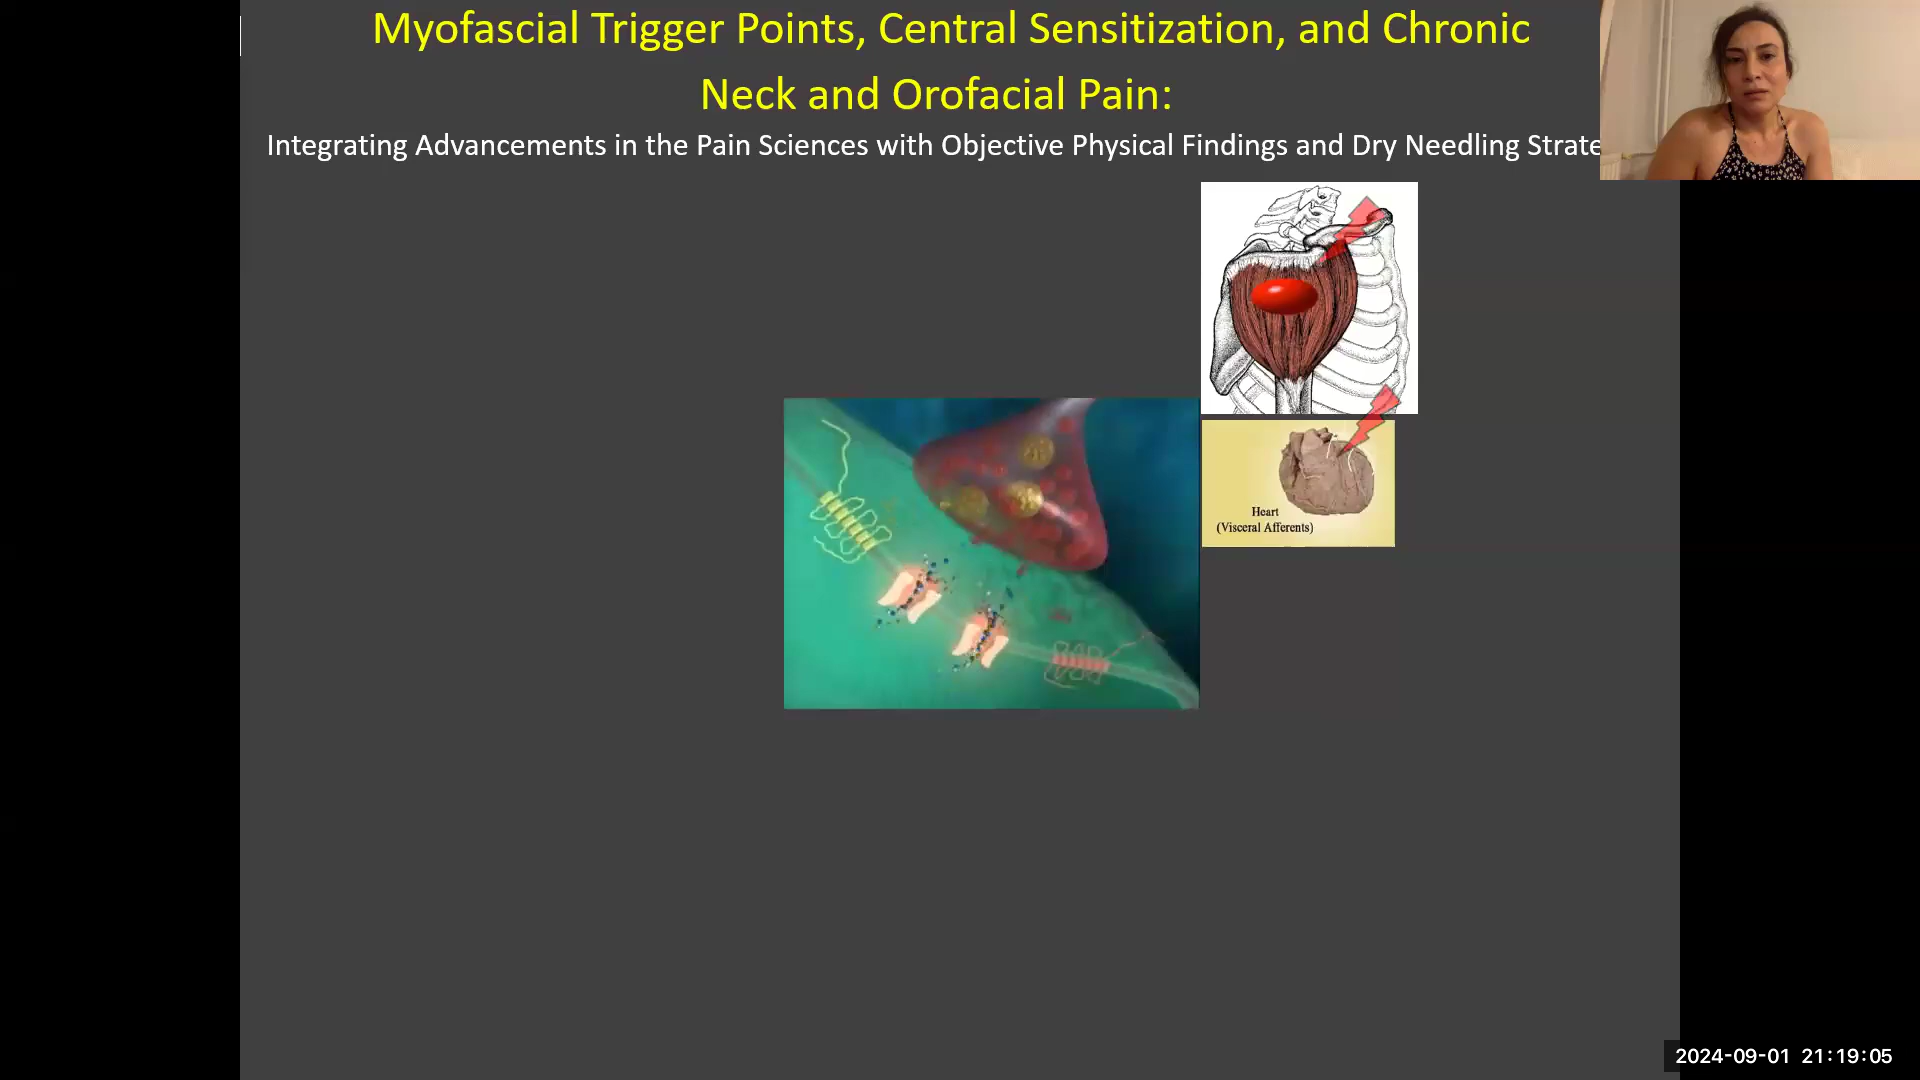 Myofascial Trigger Points, Central Sensitization, and Chronic
Neck and Orofacial Pain:
Integrating Advancements in the Pain Sciences with Objective Physical Findings and Dry Needling Strate
Heart
(Visceral Afferents)
2024-09-01 21:19:05